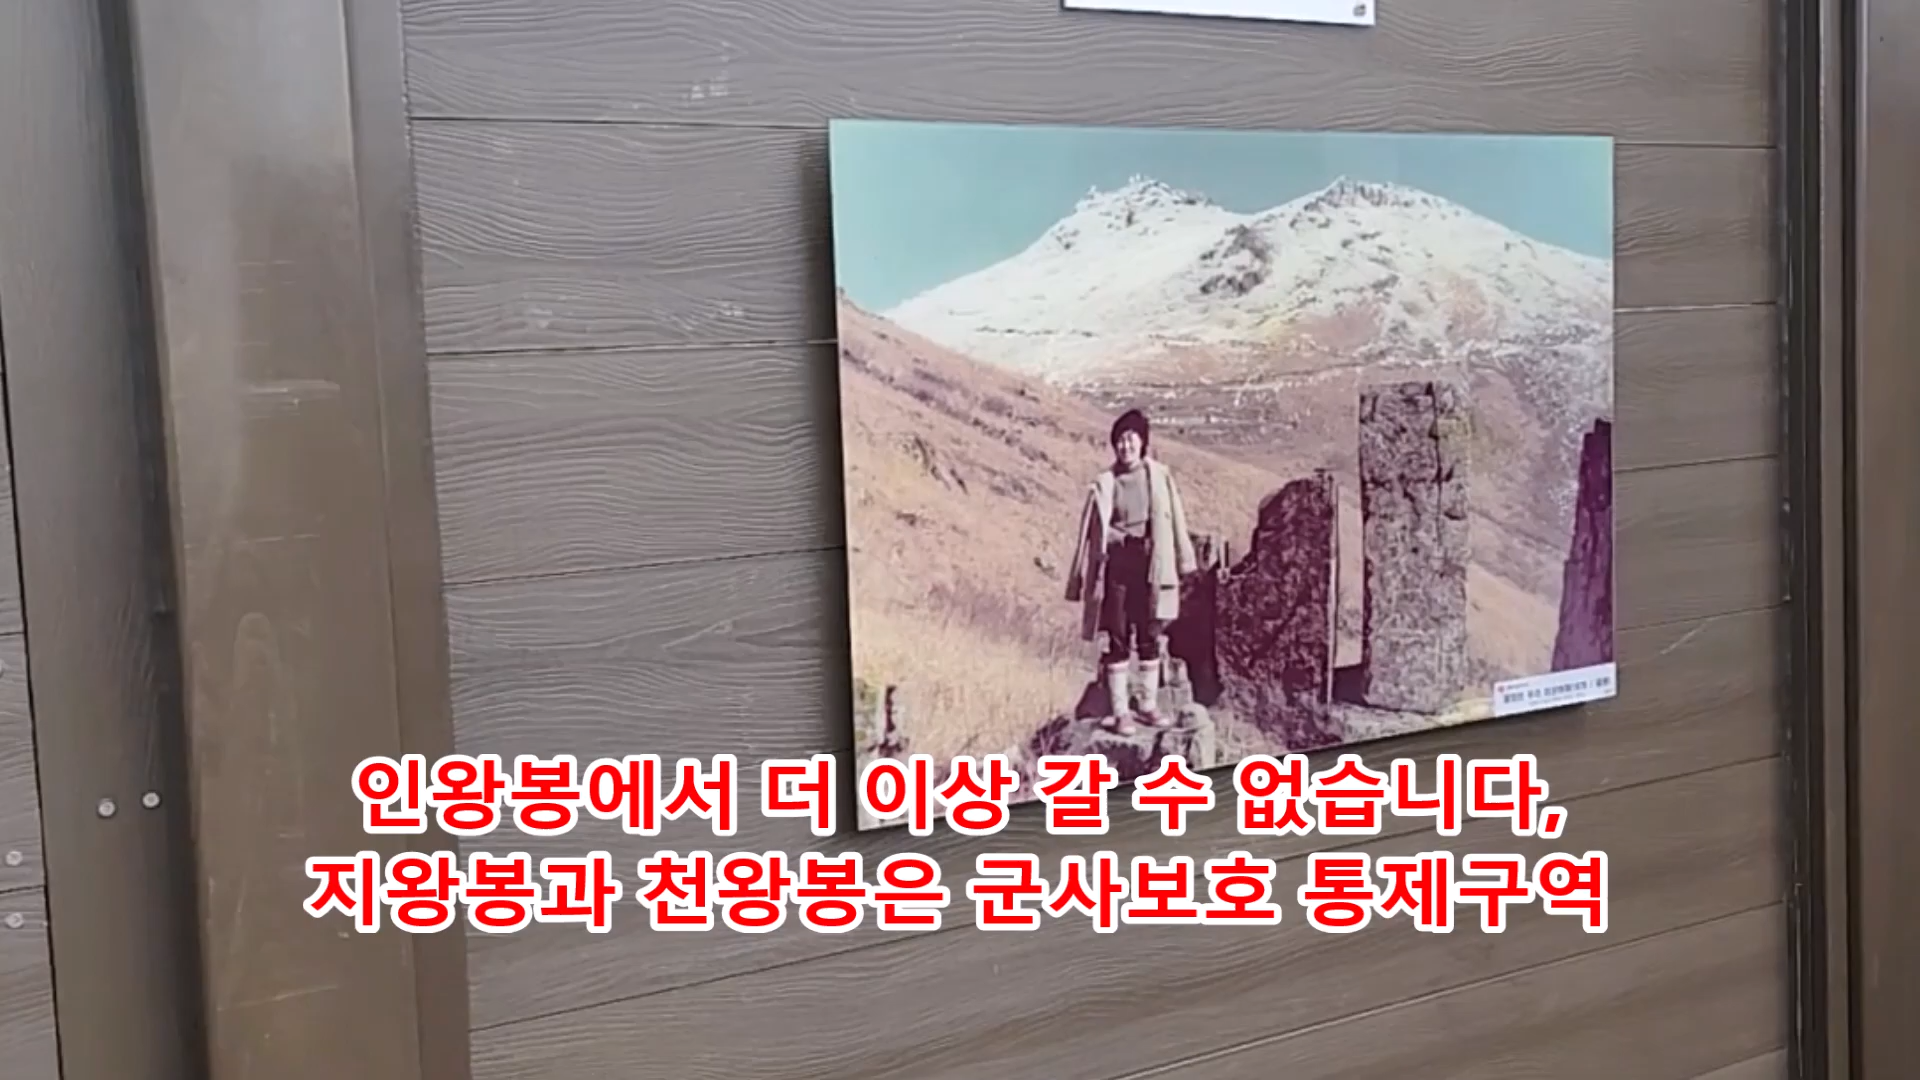 인왕봉에서 더 이상 갈 수 없습니다,
지왕봉과 천왕봉은 군사보호 통제구역